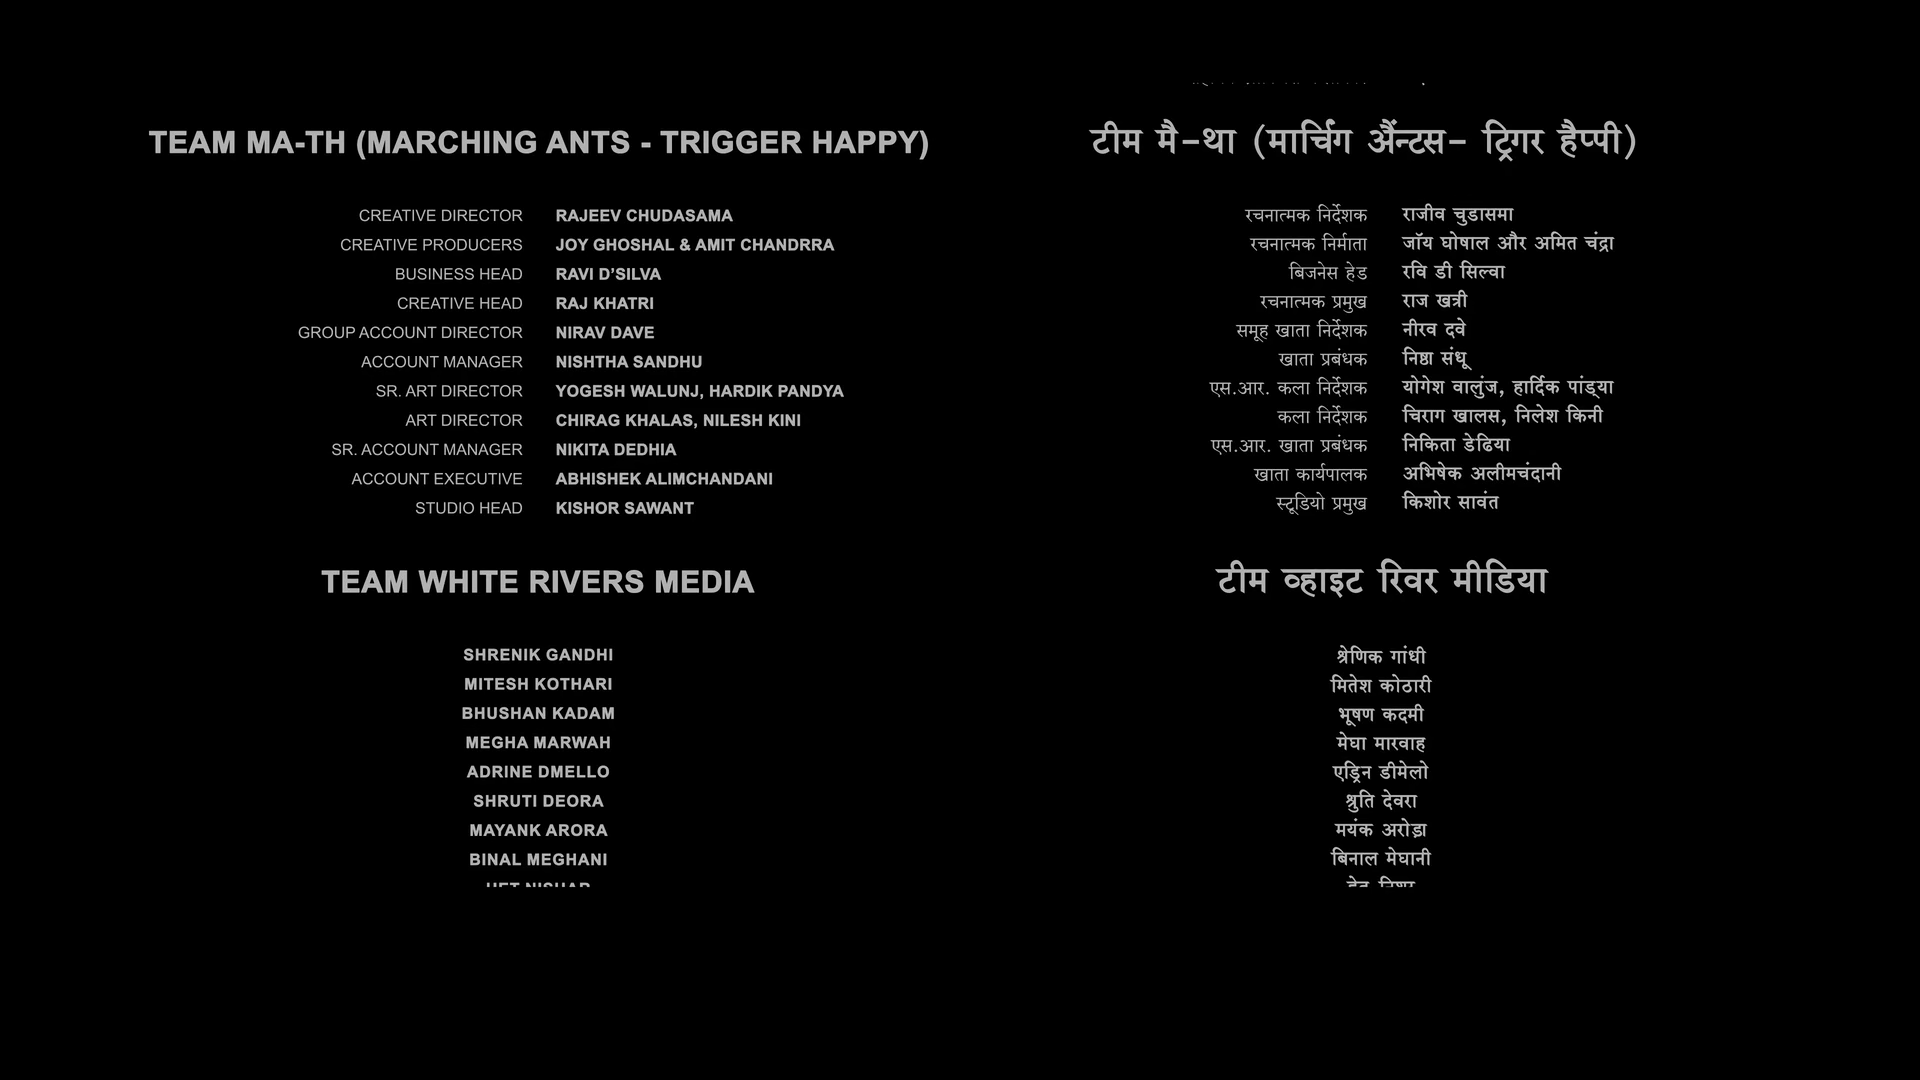 TEAM MA-TH (MARCHING ANTS - TRIGGER HAPPY)
CREATIVE DIRECTOR RAJEEV CHUDASAMA
CREATIVE PRODUCERS JOY GHOSHAL & AMIT CHANDRRA
BUSINESS HEAD RAVI D’SILVA
CREATIVE HEAD RAJ KHATRI
GROUP ACCOUNT DIRECTOR NIRAV DAVE
ACCOUNT MANAGER NISHTHA SANDHU
SR. ART DIRECTOR YOGESH WALUNJ, HARDIK PANDYA
ART DIRECTOR CHIRAG KHALAS, NILESH KINI
SR. ACCOUNT MANAGER NIKITA DEDHIA
ACCOUNT EXECUTIVE ABHISHEK ALIMCHANDANI
STUDIO HEAD KISHOR SAWANT
TEAM WHITE RIVERS MEDIA
SHRENIK GANDHI
MITESH KOTHARI
BHUSHAN KADAM
MEGHA MARWAH
ADRINE DMELLO
SHRUTI DEORA
MAYANK ARORA
BINAL MEGHANI
HET NISHAR
टीम मै-था (मार्चिंग अैंन्टस- ट्रिगर हैप्पी)
रचनात्मक निर्देशक राजीव चुडासमा
रचनात्मक निर्माता जॉय घोषाल और अमित चंद्रा
बिजनेस हेड रवि डी सिल्वा
रचनात्मक प्रमुख राज खत्री
समूह खाता निर्देशक नीरव दवे
खाता प्रबंधक निष्ठा संधू
एस.आर. कला निर्देशक योगेश वालुंज, हार्दिक पांड्या
कला निर्देशक चिराग खालस, निलेश किनी
एस.आर. खाता प्रबंधक निकिता डेढिया
खाता कार्यपालक अभिषेक अलीमचंदानी
स्टूडियो प्रमुख किशोर सावंत
टीम व्हाइट रिवर मीडिया
श्रेणिक गांधी
मितेश कोठारी
भूषण कदमी
मेघा मारवाह
एड्रिन डीमेलो
श्रुति देवरा
मयंक अरोड़ा
बिनाल मेघानी